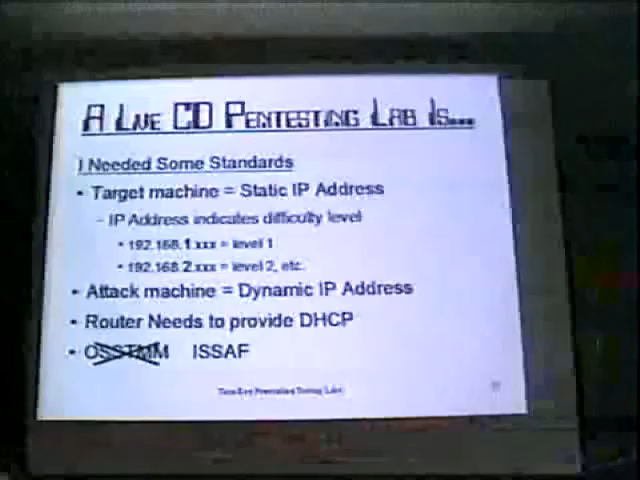 A Live CD Pentesting Lab Is...
I Needed Some Standards
• Target machine = Static IP Address
– IP Address indicates difficulty level
• 192.168.1.xxx = level 1
• 192.168.2.xxx = level 2, etc.
• Attack machine = Dynamic IP Address
• Router Needs to provide DHCP
• OSSTMM ISSAF